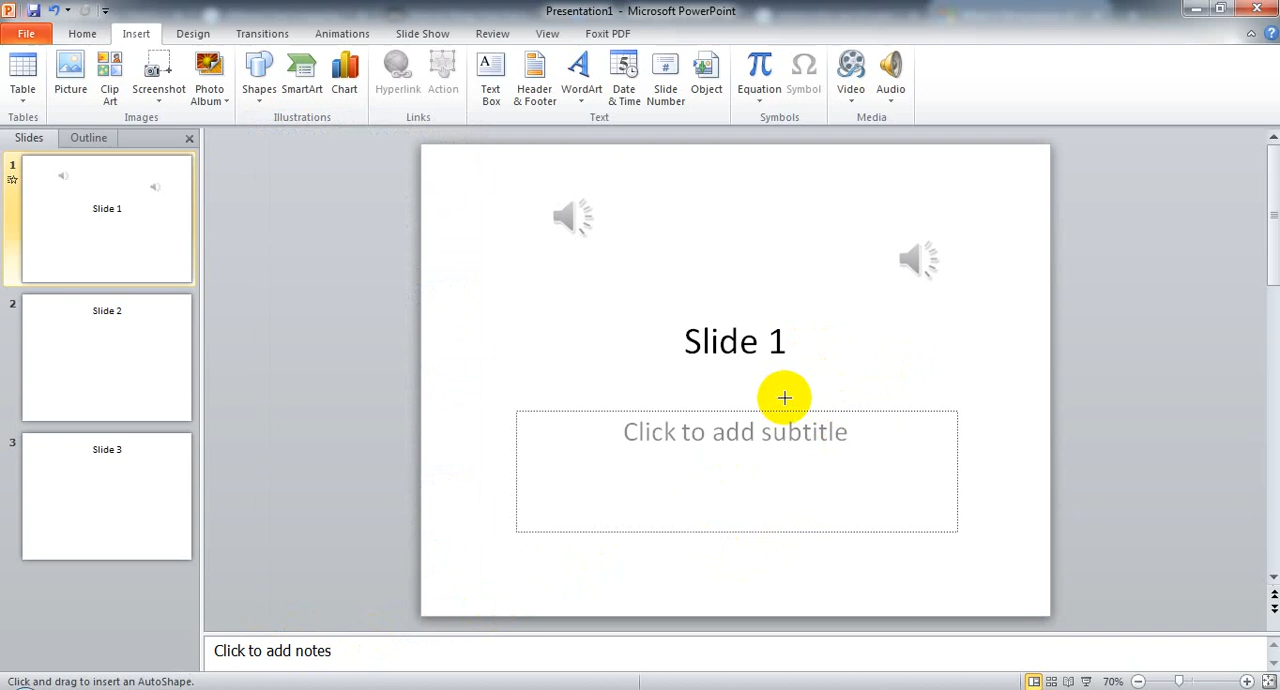 Presentation1 - Microsoft PowerPoint
File Home Insert Design Transitions Animations Slide Show Review View Foxit PDF
Table Picture Clip Art Screenshot Photo Album Shapes SmartArt Chart Hyperlink Action Text Box Header & Footer WordArt Date & Time Slide Number Object Equation Symbol Video Audio
Tables Images Illustrations Links Text Symbols Media
Slides Outline
1
Slide 1
2
Slide 2
3
Slide 3
Slide 1
Click to add subtitle
Click to add notes
Click and drag to insert an AutoShape.
70%